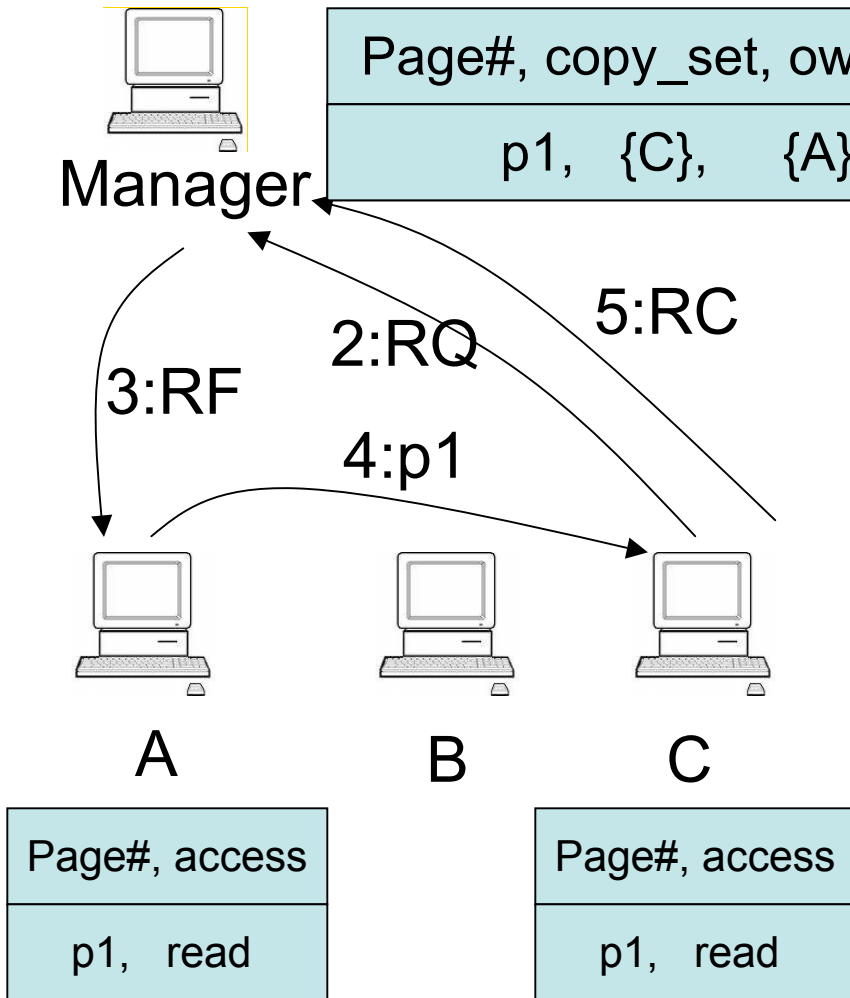 Page#, copy_set, ow
p1, {C}, {A}
Manager
5:RC
2:RQ
3:RF
4:p1
A
B
C
Page#, access
p1, read
Page#, access
p1, read